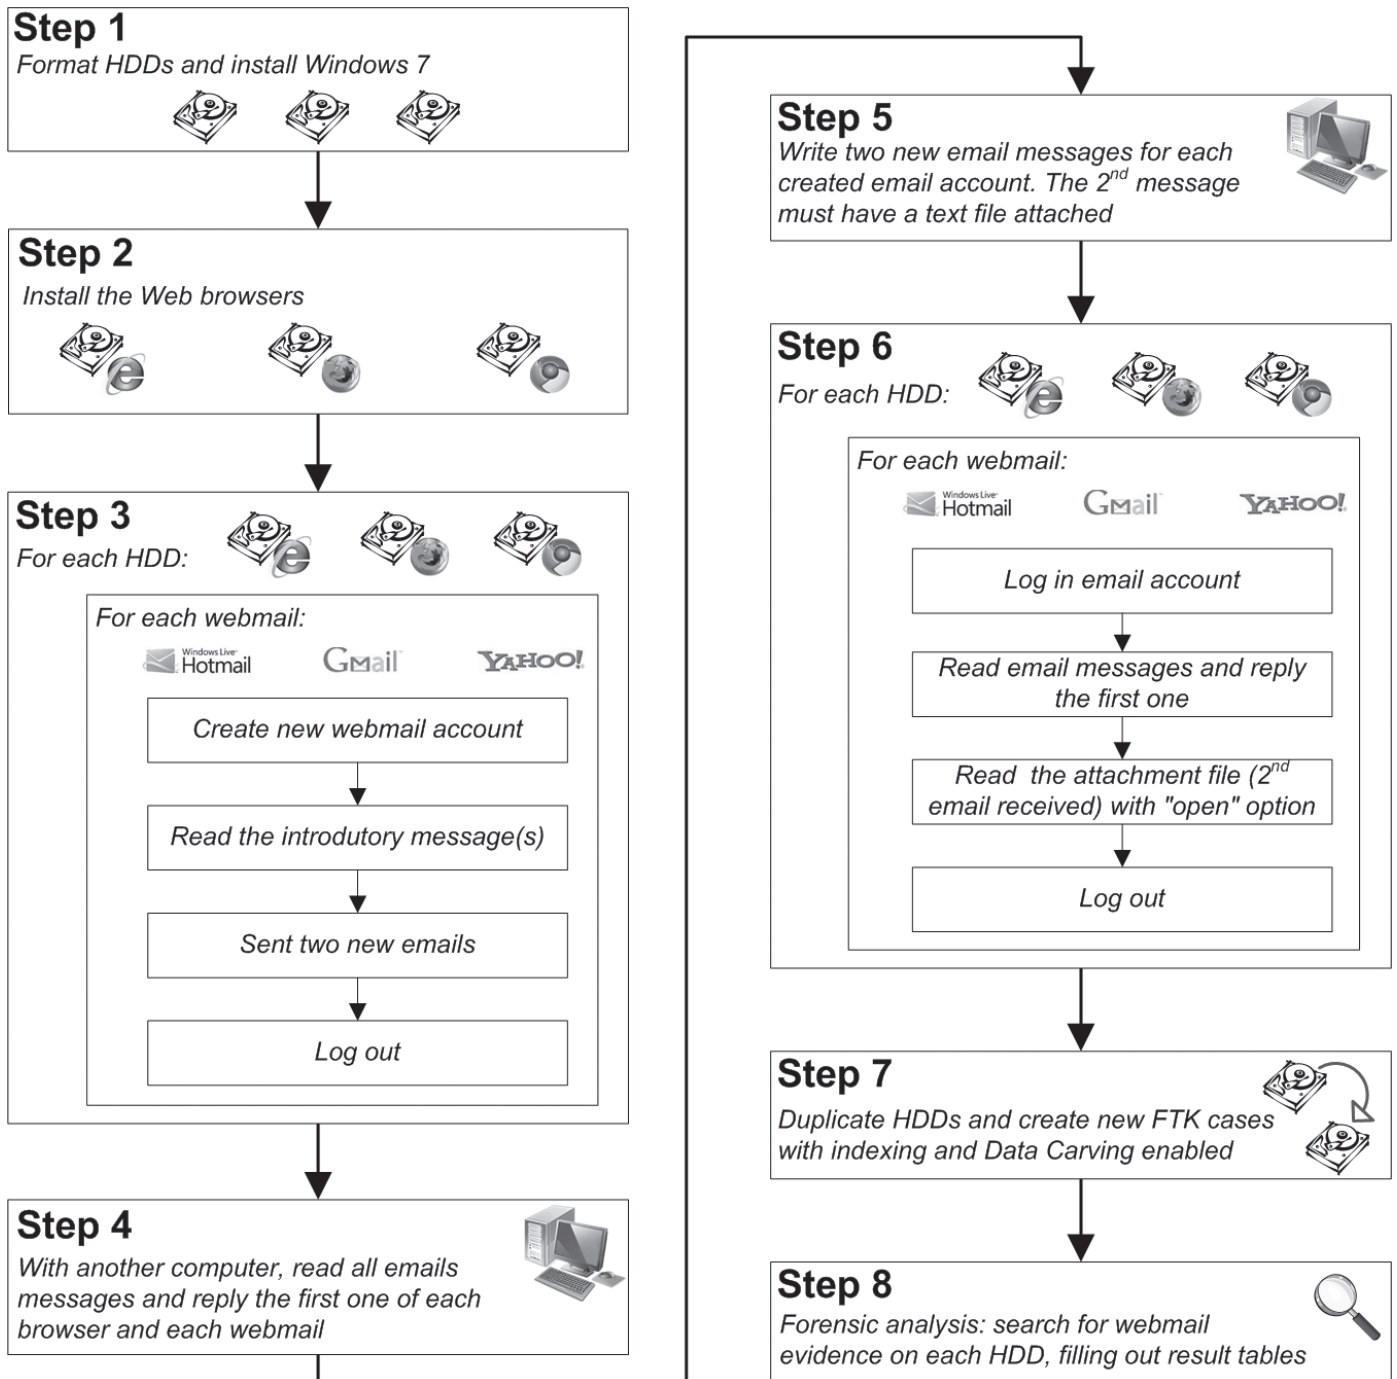 Step 1
Format HDDs and install Windows 7
Step 2
Install the Web browsers
Step 3
For each HDD:
For each webmail:
Windows Live™
Hotmail
GMail™
YAHOO!
Create new webmail account
Read the introdutory message(s)
Sent two new emails
Log out
Step 4
With another computer, read all emails
messages and reply the first one of each
browser and each webmail
Step 5
Write two new email messages for each
created email account. The 2nd message
must have a text file attached
Step 6
For each HDD:
For each webmail:
Windows Live™
Hotmail
GMail™
YAHOO!
Log in email account
Read email messages and reply
the first one
Read the attachment file (2nd
email received) with "open" option
Log out
Step 7
Duplicate HDDs and create new FTK cases
with indexing and Data Carving enabled
Step 8
Forensic analysis: search for webmail
evidence on each HDD, filling out result tables